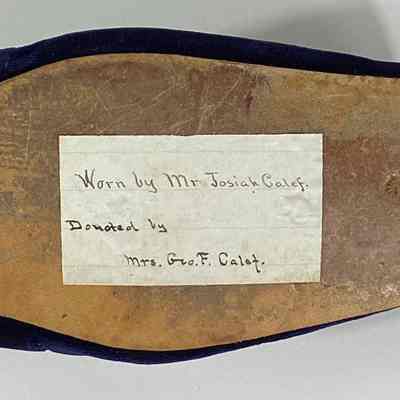 Worn by Mr. Josiah Calef.
Donated by
Mrs. Geo. F. Calef.